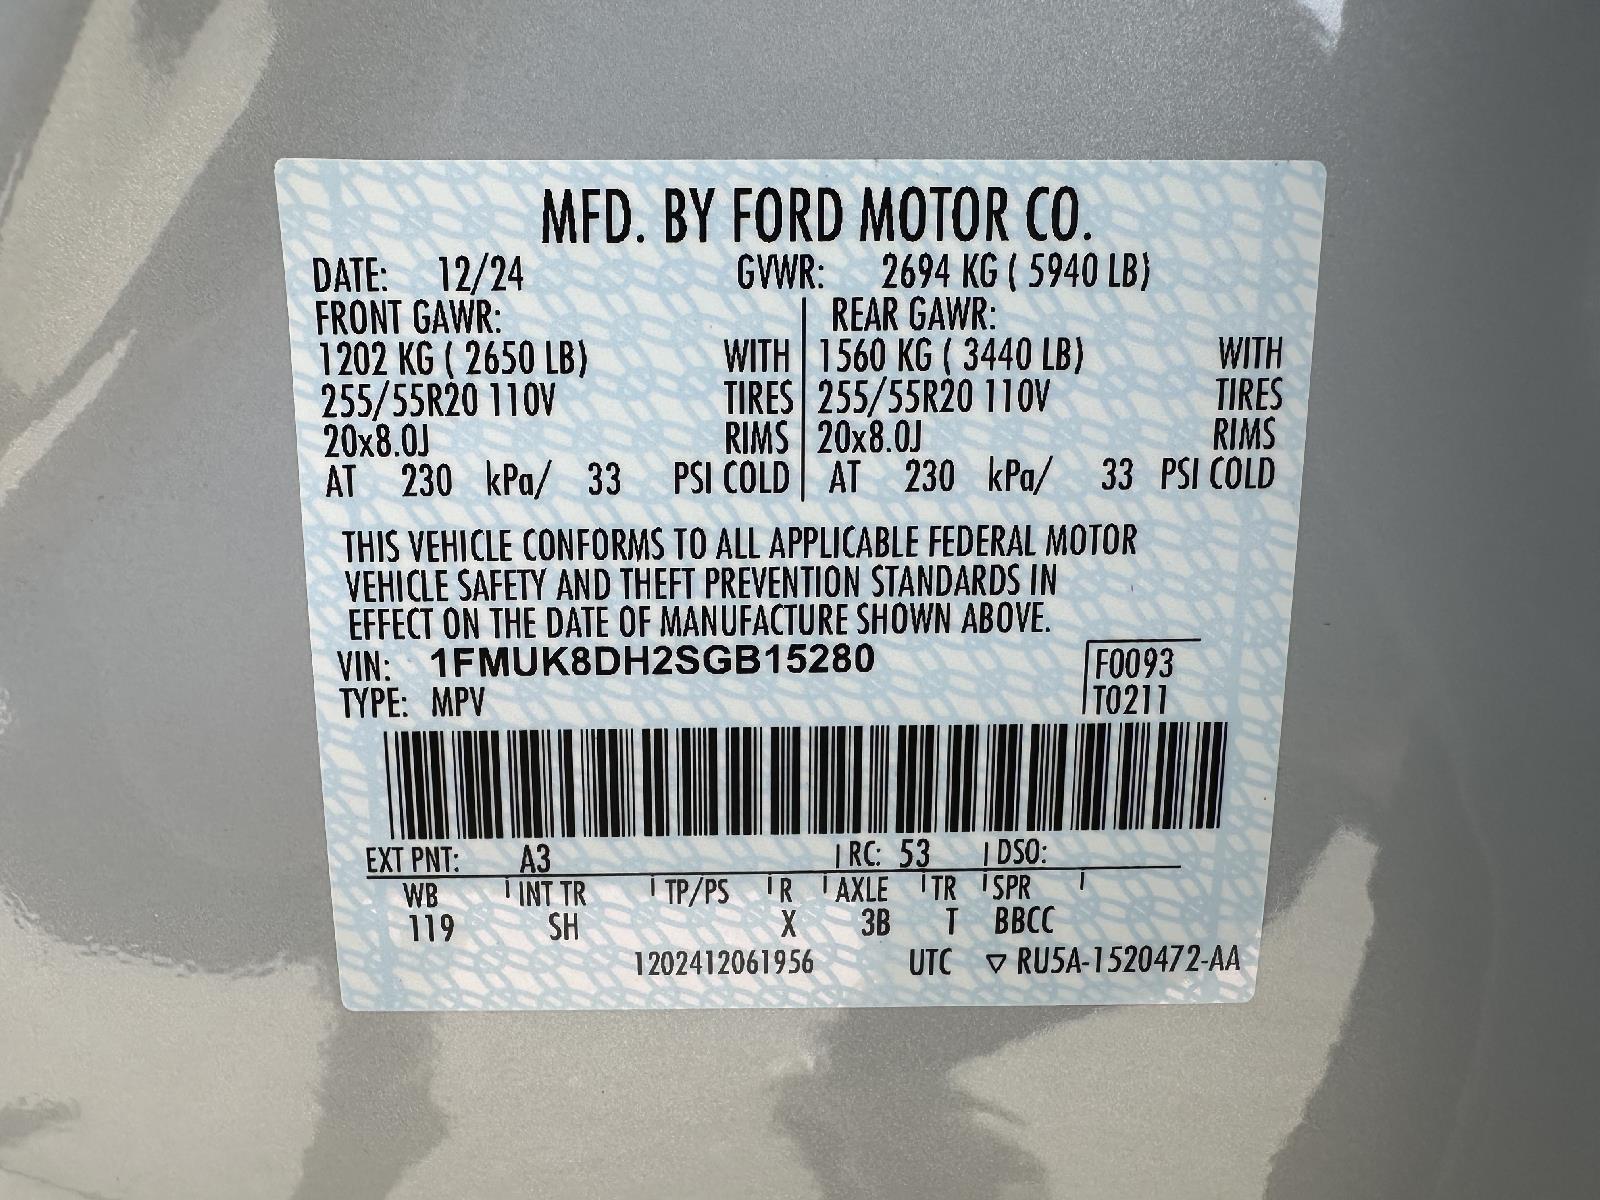 MFD. BY FORD MOTOR CO.
DATE: 12/24 GVWR: 2694 KG ( 5940 LB)
FRONT GAWR: REAR GAWR:
1202 KG ( 2650 LB) WITH 1560 KG ( 3440 LB) WITH
255/55R20 110V TIRES 255/55R20 110V TIRES
20x8.0J RIMS 20x8.0J RIMS
AT 230 kPa/ 33 PSI COLD AT 230 kPa/ 33 PSI COLD
THIS VEHICLE CONFORMS TO ALL APPLICABLE FEDERAL MOTOR
VEHICLE SAFETY AND THEFT PREVENTION STANDARDS IN
EFFECT ON THE DATE OF MANUFACTURE SHOWN ABOVE.
VIN: 1FMUK8DH2SGB15280 F0093
TYPE: MPV T0211
EXT PNT: A3 RC: 53 DSO:
WB INT TR TP/PS R AXLE TR SPR
119 SH X 3B T BBCC
1202412061956 UTC ▽ RU5A-1520472-AA